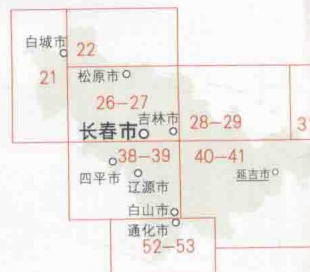 白城市
22
21
松原市
26-27
吉林市
28-29
长春市
38-39
40-41
四平市
辽源市
延吉市
白山市
通化市
52-53